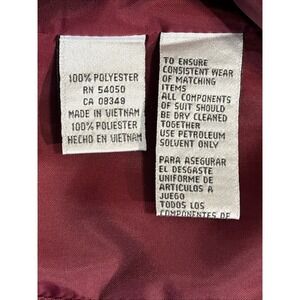 100% POLYESTER
RN 54050
CA 08349
MADE IN VIETNAM
100% POLIESTER
HECHO EN VIETNAM
TO ENSURE
CONSISTENT WEAR
OF MATCHING
ITEMS
ALL COMPONENTS
OF SUIT SHOULD
BE DRY CLEANED
TOGETHER
USE PETROLEUM
SOLVENT ONLY
PARA ASEGURAR
EL DESGASTE
UNIFORME DE
ARTICULOS A
JUEGO
TODOS LOS
COMPONENTES DE